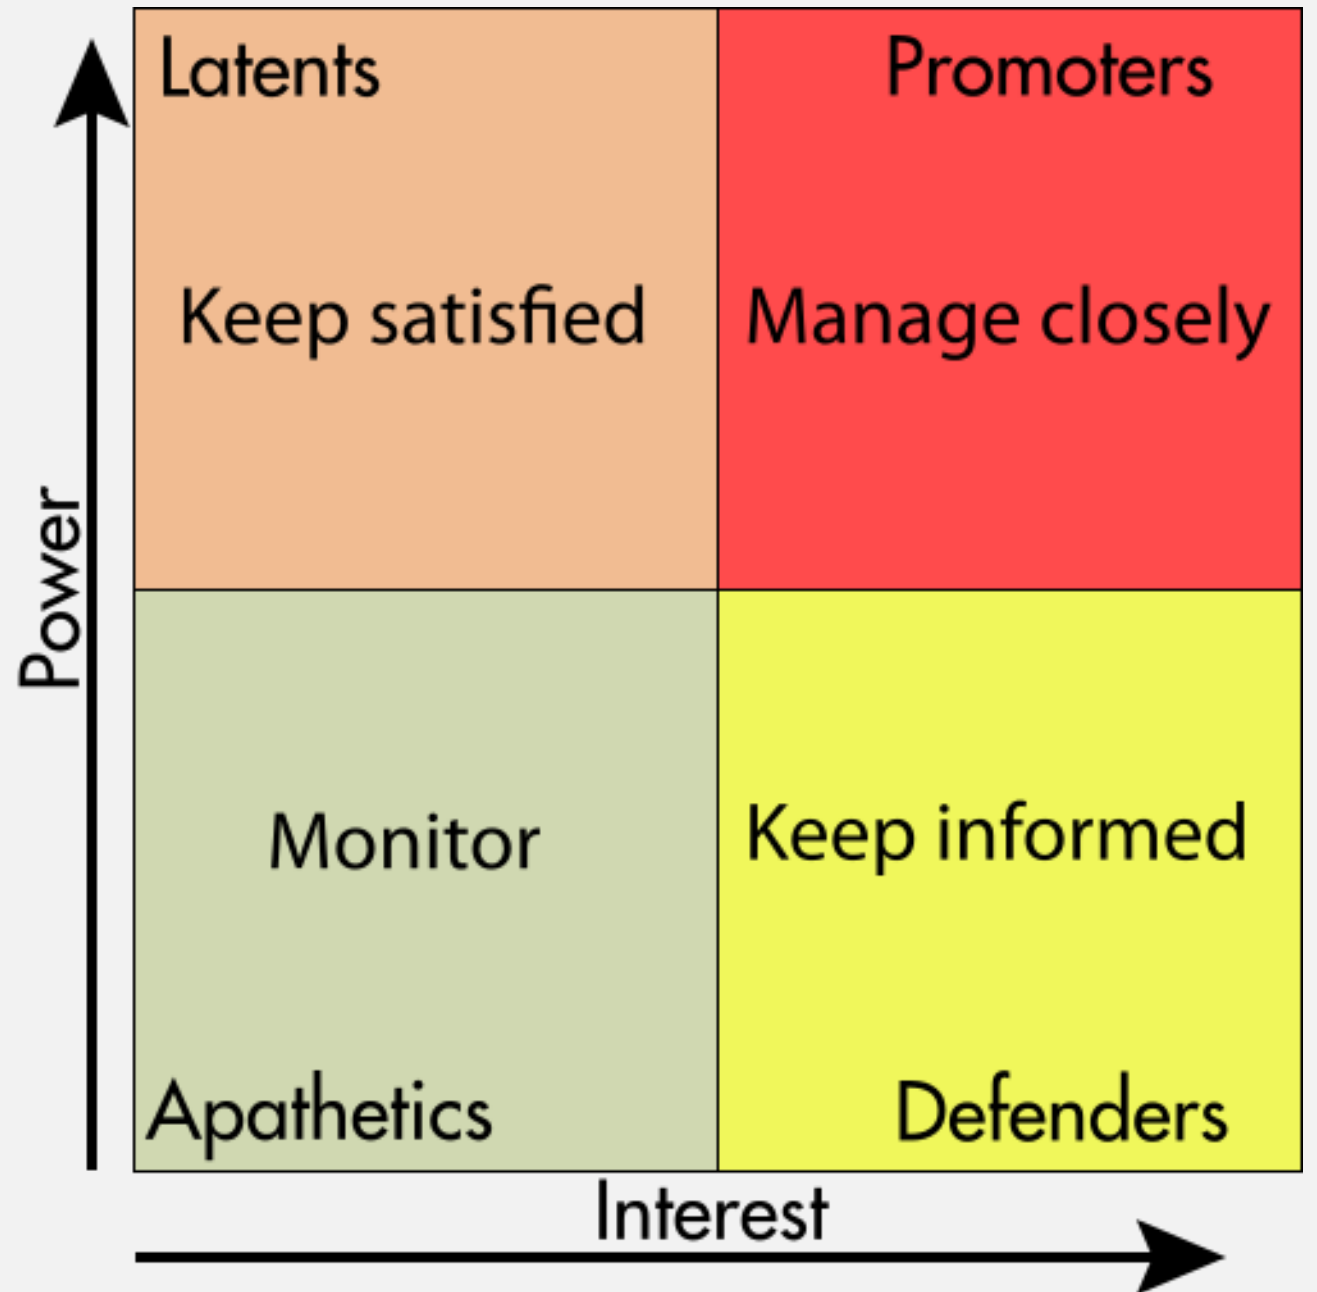 Latents
Promoters
Keep satisfied
Manage closely
Power
Monitor
Keep informed
Apathetics
Defenders
Interest